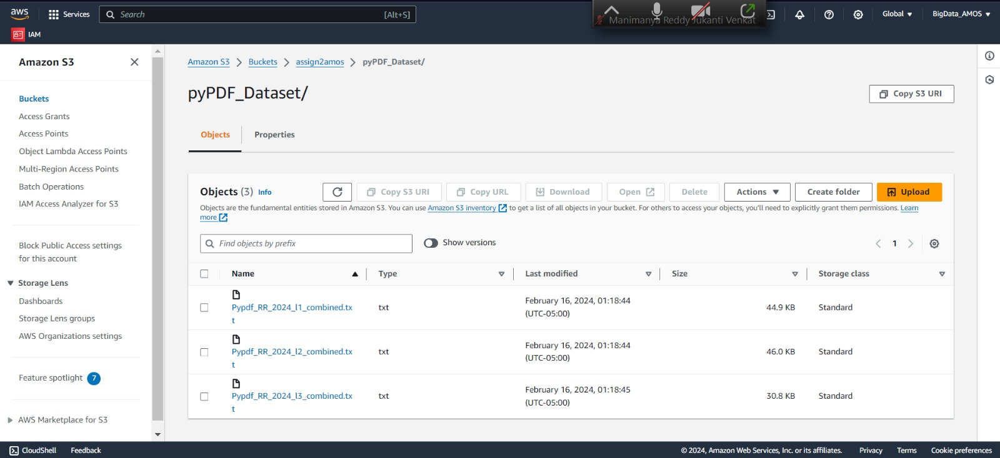 aws
Services
Search
[Alt+S]
Manimanya Reddy Jukanti Venkat
Global
BigData_AMOS
IAM
Amazon S3
Buckets
Access Grants
Access Points
Object Lambda Access Points
Multi-Region Access Points
Batch Operations
IAM Access Analyzer for S3
Block Public Access settings
for this account
Storage Lens
Dashboards
Storage Lens groups
AWS Organizations settings
Feature spotlight 7
AWS Marketplace for S3
Amazon S3 > Buckets > assign2amos > pyPDF_Dataset/
pyPDF_Dataset/
Copy S3 URI
Objects Properties
Objects (3) Info
Copy S3 URI Copy URL Download Open Delete Actions Create folder Upload
Objects are the fundamental entities stored in Amazon S3. You can use Amazon S3 inventory to get a list of all objects in your bucket. For others to access your objects, you'll need to explicitly grant them permissions. Learn
more
Find objects by prefix
Show versions
1
Name Type Last modified Size Storage class
Pypdf_RR_2024_l1_combined.tx
t
txt
February 16, 2024, 01:18:44
(UTC-05:00)
44.9 KB
Standard
Pypdf_RR_2024_l2_combined.tx
t
txt
February 16, 2024, 01:18:44
(UTC-05:00)
46.0 KB
Standard
Pypdf_RR_2024_l3_combined.tx
t
txt
February 16, 2024, 01:18:45
(UTC-05:00)
30.8 KB
Standard
CloudShell Feedback
© 2024, Amazon Web Services, Inc. or its affiliates. Privacy Terms Cookie preferences